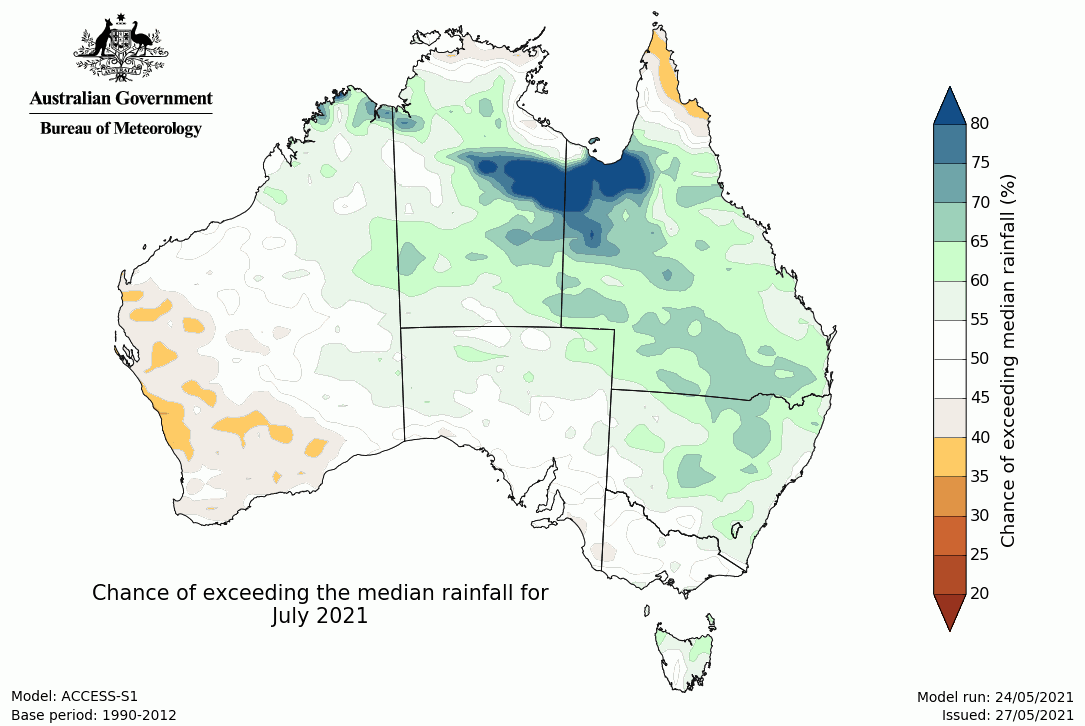 Australian Government
Bureau of Meteorology
80
75
70
65
60
55
50
45
40
35
30
25
20
Chance of exceeding median rainfall (%)
Chance of exceeding the median rainfall for
July 2021
Model: ACCESS-S1
Base period: 1990-2012
Model run: 24/05/2021
Issued: 27/05/2021